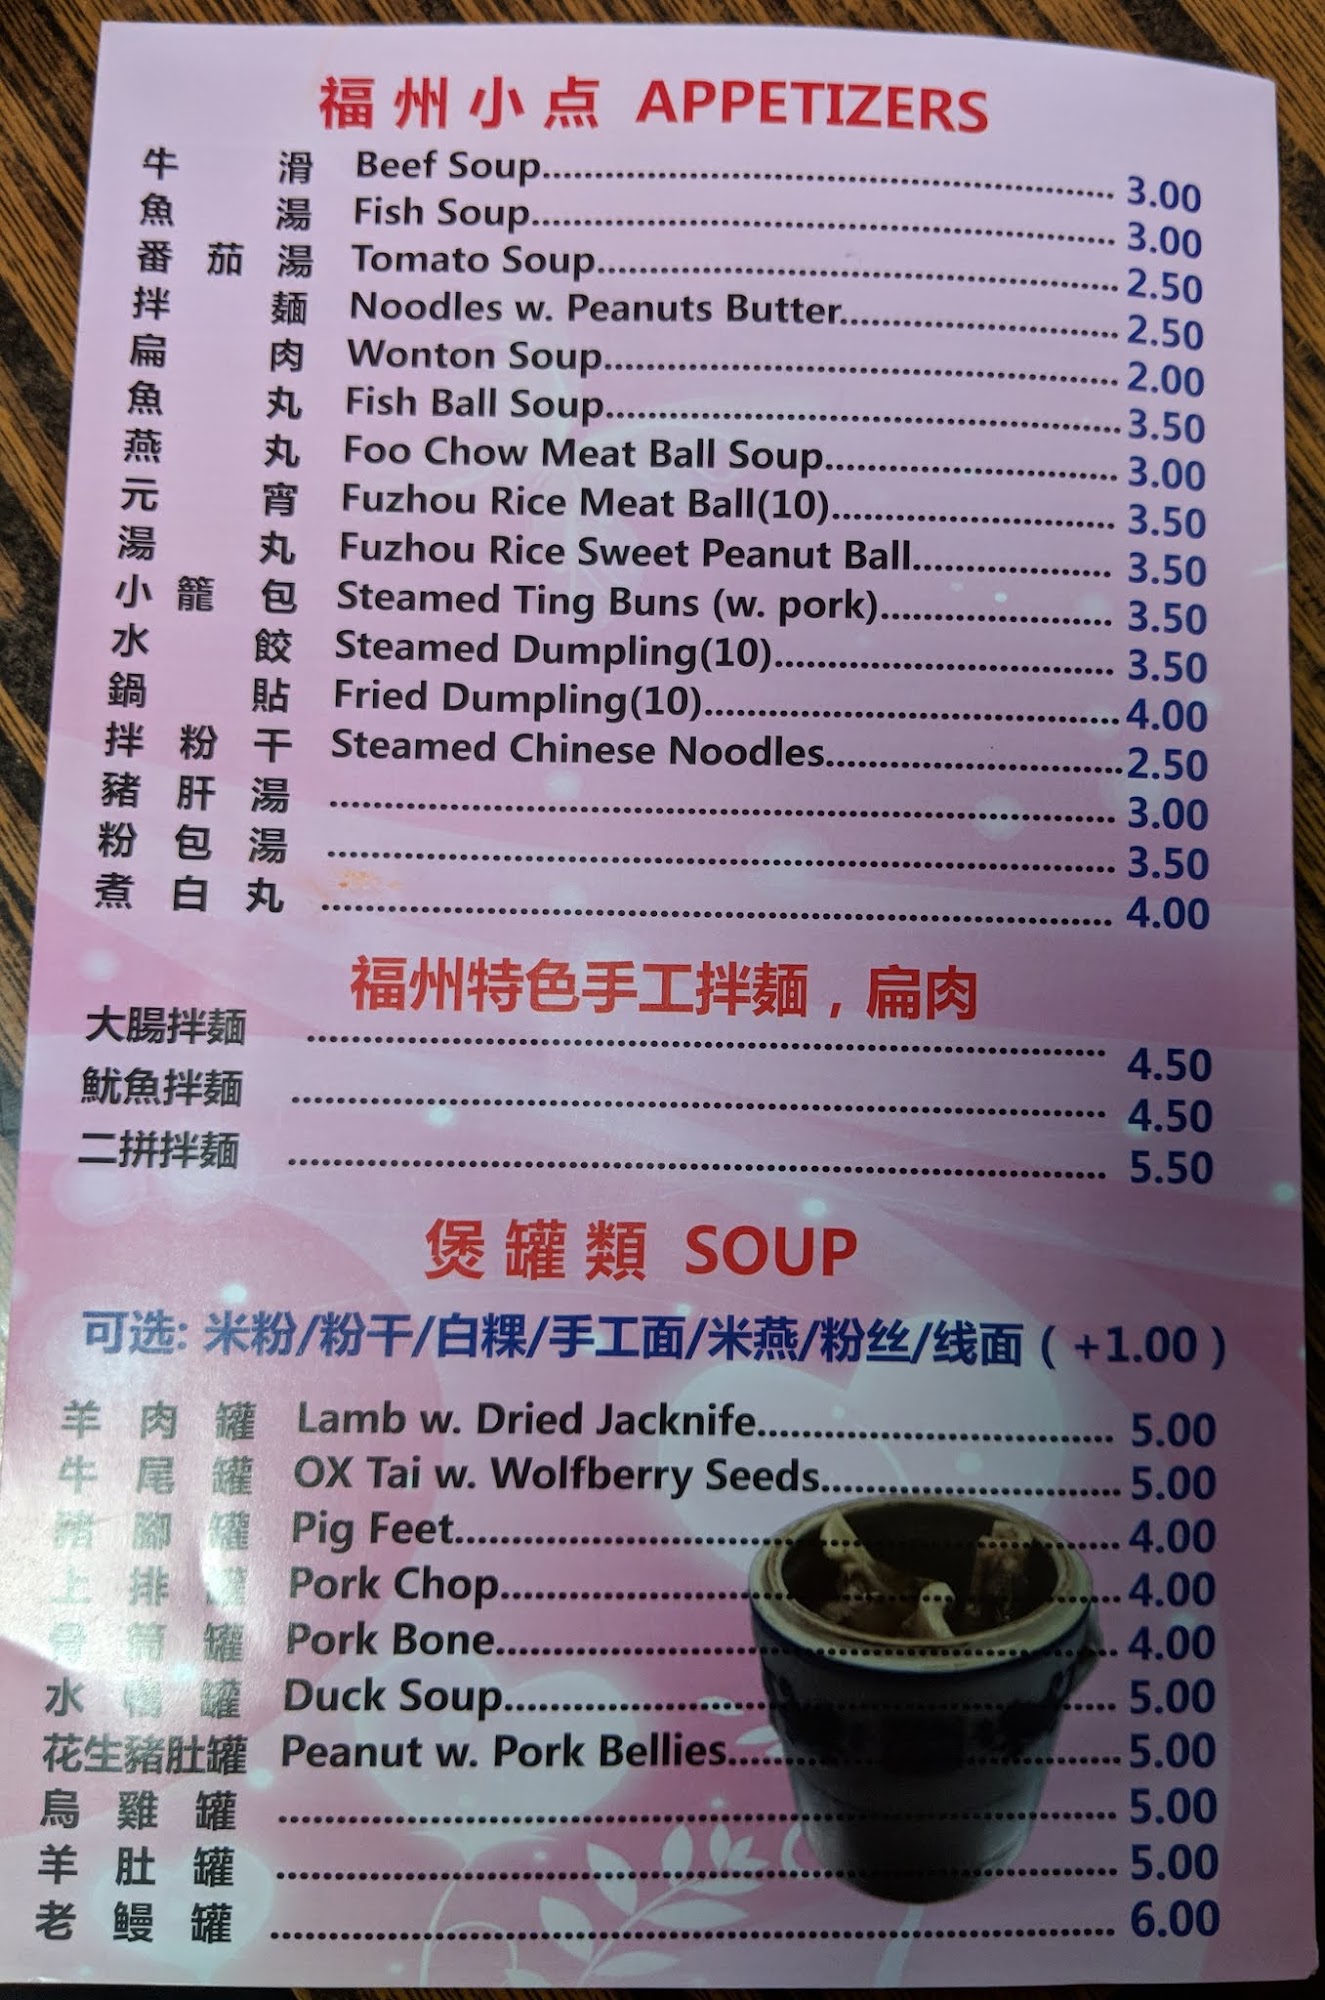 福州小点 APPETIZERS
牛滑 Beef Soup 3.00
魚湯 Fish Soup 3.00
番茄湯 Tomato Soup 2.50
拌麵 Noodles w. Peanuts Butter 2.50
扁肉 Wonton Soup 2.00
魚丸 Fish Ball Soup 3.50
燕丸 Foo Chow Meat Ball Soup 3.00
元宵 Fuzhou Rice Meat Ball(10) 3.50
湯丸 Fuzhou Rice Sweet Peanut Ball 3.50
小籠包 Steamed Ting Buns (w. pork) 3.50
水餃 Steamed Dumpling(10) 3.50
鍋貼 Fried Dumpling(10) 4.00
拌粉干 Steamed Chinese Noodles 2.50
豬肝湯 3.00
粉包湯 3.50
煮白丸 4.00
福州特色手工拌麵，扁肉
大腸拌麵 4.50
魷魚拌麵 4.50
二拼拌麵 5.50
煲罐類 SOUP
可选: 米粉/粉干/白粿/手工面/米燕/粉丝/线面（+1.00）
羊肉罐 Lamb w. Dried Jacknife 5.00
牛尾罐 OX Tai w. Wolfberry Seeds 5.00
豬腳罐 Pig Feet 4.00
上排罐 Pork Chop 4.00
骨筒罐 Pork Bone 4.00
水鴨罐 Duck Soup 5.00
花生豬肚罐 Peanut w. Pork Bellies 5.00
烏雞罐 5.00
羊肚罐 5.00
老鰻罐 6.00